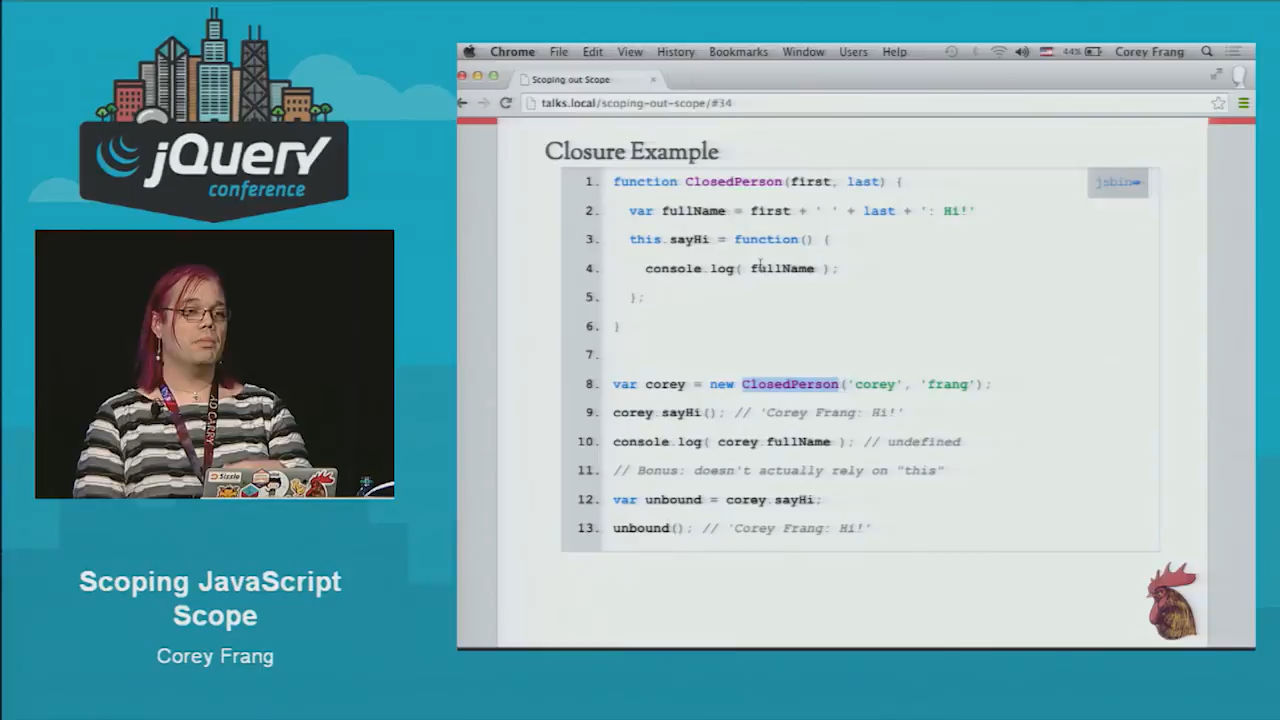 jQuery
conference
Scoping JavaScript
Scope
Corey Frang
AD CARRY
Sizzle
Chrome File Edit View History Bookmarks Window Users Help 44% Corey Frang
Scoping out Scope
talks.local/scoping-out-scope/#34
Closure Example
jsbin
1. function ClosedPerson(first, last) {
2. var fullName = first + ' ' + last + ': Hi!'
3. this.sayHi = function() {
4. console.log( fullName );
5. };
6. }
7.
8. var corey = new ClosedPerson('corey', 'frang');
9. corey.sayHi(); // 'Corey Frang: Hi!'
10. console.log( corey.fullName ); // undefined
11. // Bonus: doesn't actually rely on "this"
12. var unbound = corey.sayHi;
13. unbound(); // 'Corey Frang: Hi!'